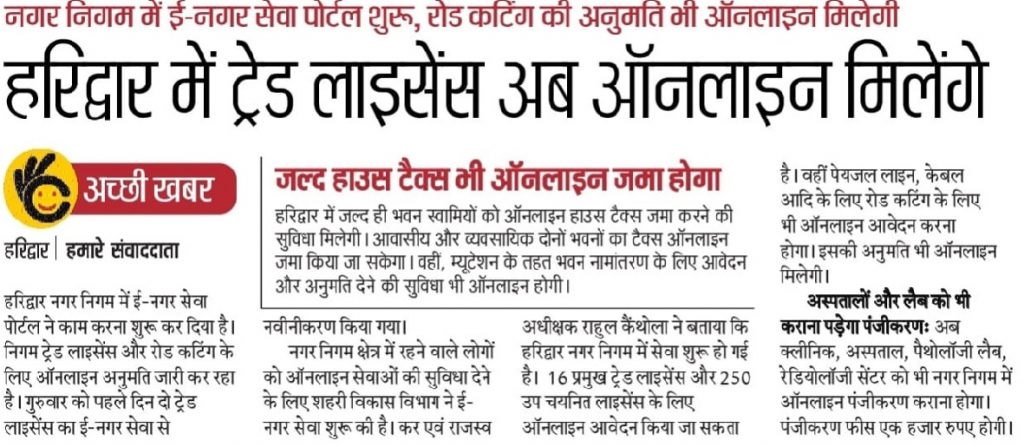 नगर निगम में ई-नगर सेवा पोर्टल शुरू, रोड कटिंग की अनुमति भी ऑनलाइन मिलेगी
हरिद्वार में ट्रेड लाइसेंस अब ऑनलाइन मिलेंगे
अच्छी खबर
हरिद्वार | हमारे संवाददाता
हरिद्वार नगर निगम में ई-नगर सेवा
पोर्टल ने काम करना शुरू कर दिया है।
निगम ट्रेड लाइसेंस और रोड कटिंग के
लिए ऑनलाइन अनुमति जारी कर रहा
है। गुरुवार को पहले दिन दो ट्रेड
लाइसेंस का ई-नगर सेवा से
जल्द हाउस टैक्स भी ऑनलाइन जमा होगा
हरिद्वार में जल्द ही भवन स्वामियों को ऑनलाइन हाउस टैक्स जमा करने की
सुविधा मिलेगी। आवासीय और व्यवसायिक दोनों भवनों का टैक्स ऑनलाइन
जमा किया जा सकेगा। वहीं, म्यूटेशन के तहत भवन नामांतरण के लिए आवेदन
और अनुमति देने की सुविधा भी ऑनलाइन होगी।
नवीनीकरण किया गया।
नगर निगम क्षेत्र में रहने वाले लोगों
को ऑनलाइन सेवाओं की सुविधा देने
के लिए शहरी विकास विभाग ने ई-
नगर सेवा शुरू की है। कर एवं राजस्व
अधीक्षक राहुल कैंथोला ने बताया कि
हरिद्वार नगर निगम में सेवा शुरू हो गई
है। 16 प्रमुख ट्रेड लाइसेंस और 250
उप चयनित लाइसेंस के लिए
ऑनलाइन आवेदन किया जा सकता
है। वहीं पेयजल लाइन, केबल
आदि के लिए रोड कटिंग के लिए
भी ऑनलाइन आवेदन करना
होगा। इसकी अनुमति भी ऑनलाइन
मिलेगी।
अस्पतालों और लैब को भी
कराना पड़ेगा पंजीकरण: अब
क्लीनिक, अस्पताल, पैथोलॉजी लैब,
रेडियोलॉजी सेंटर को भी नगर निगम में
ऑनलाइन पंजीकरण कराना होगा।
पंजीकरण फीस एक हजार रुपए होगी।